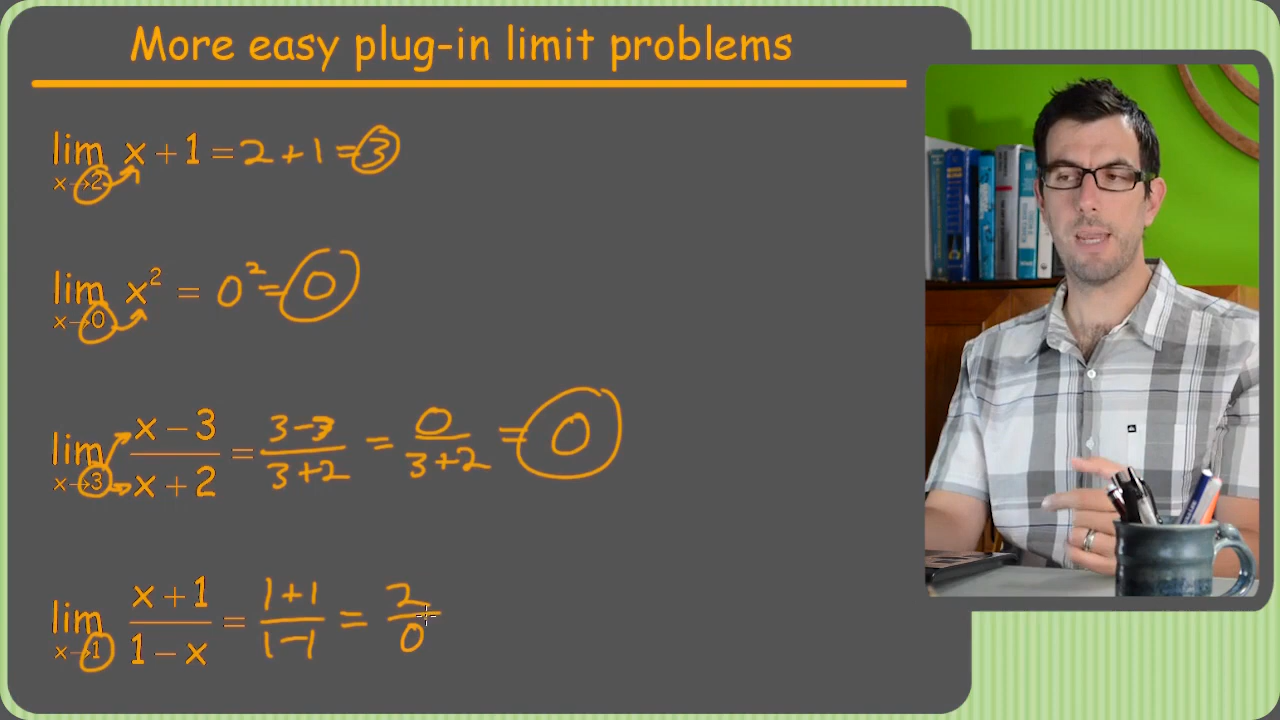 More easy plug-in limit problems
lim x→2 x + 1 = 2 + 1 = 3
lim x→0 x² = 0² = 0
lim x→3 (x − 3)/(x + 2) = (3 − 3)/(3 + 2) = 0/(3 + 2) = 0
lim x→1 (x + 1)/(1 − x) = (1 + 1)/(1 − 1) = 2/0